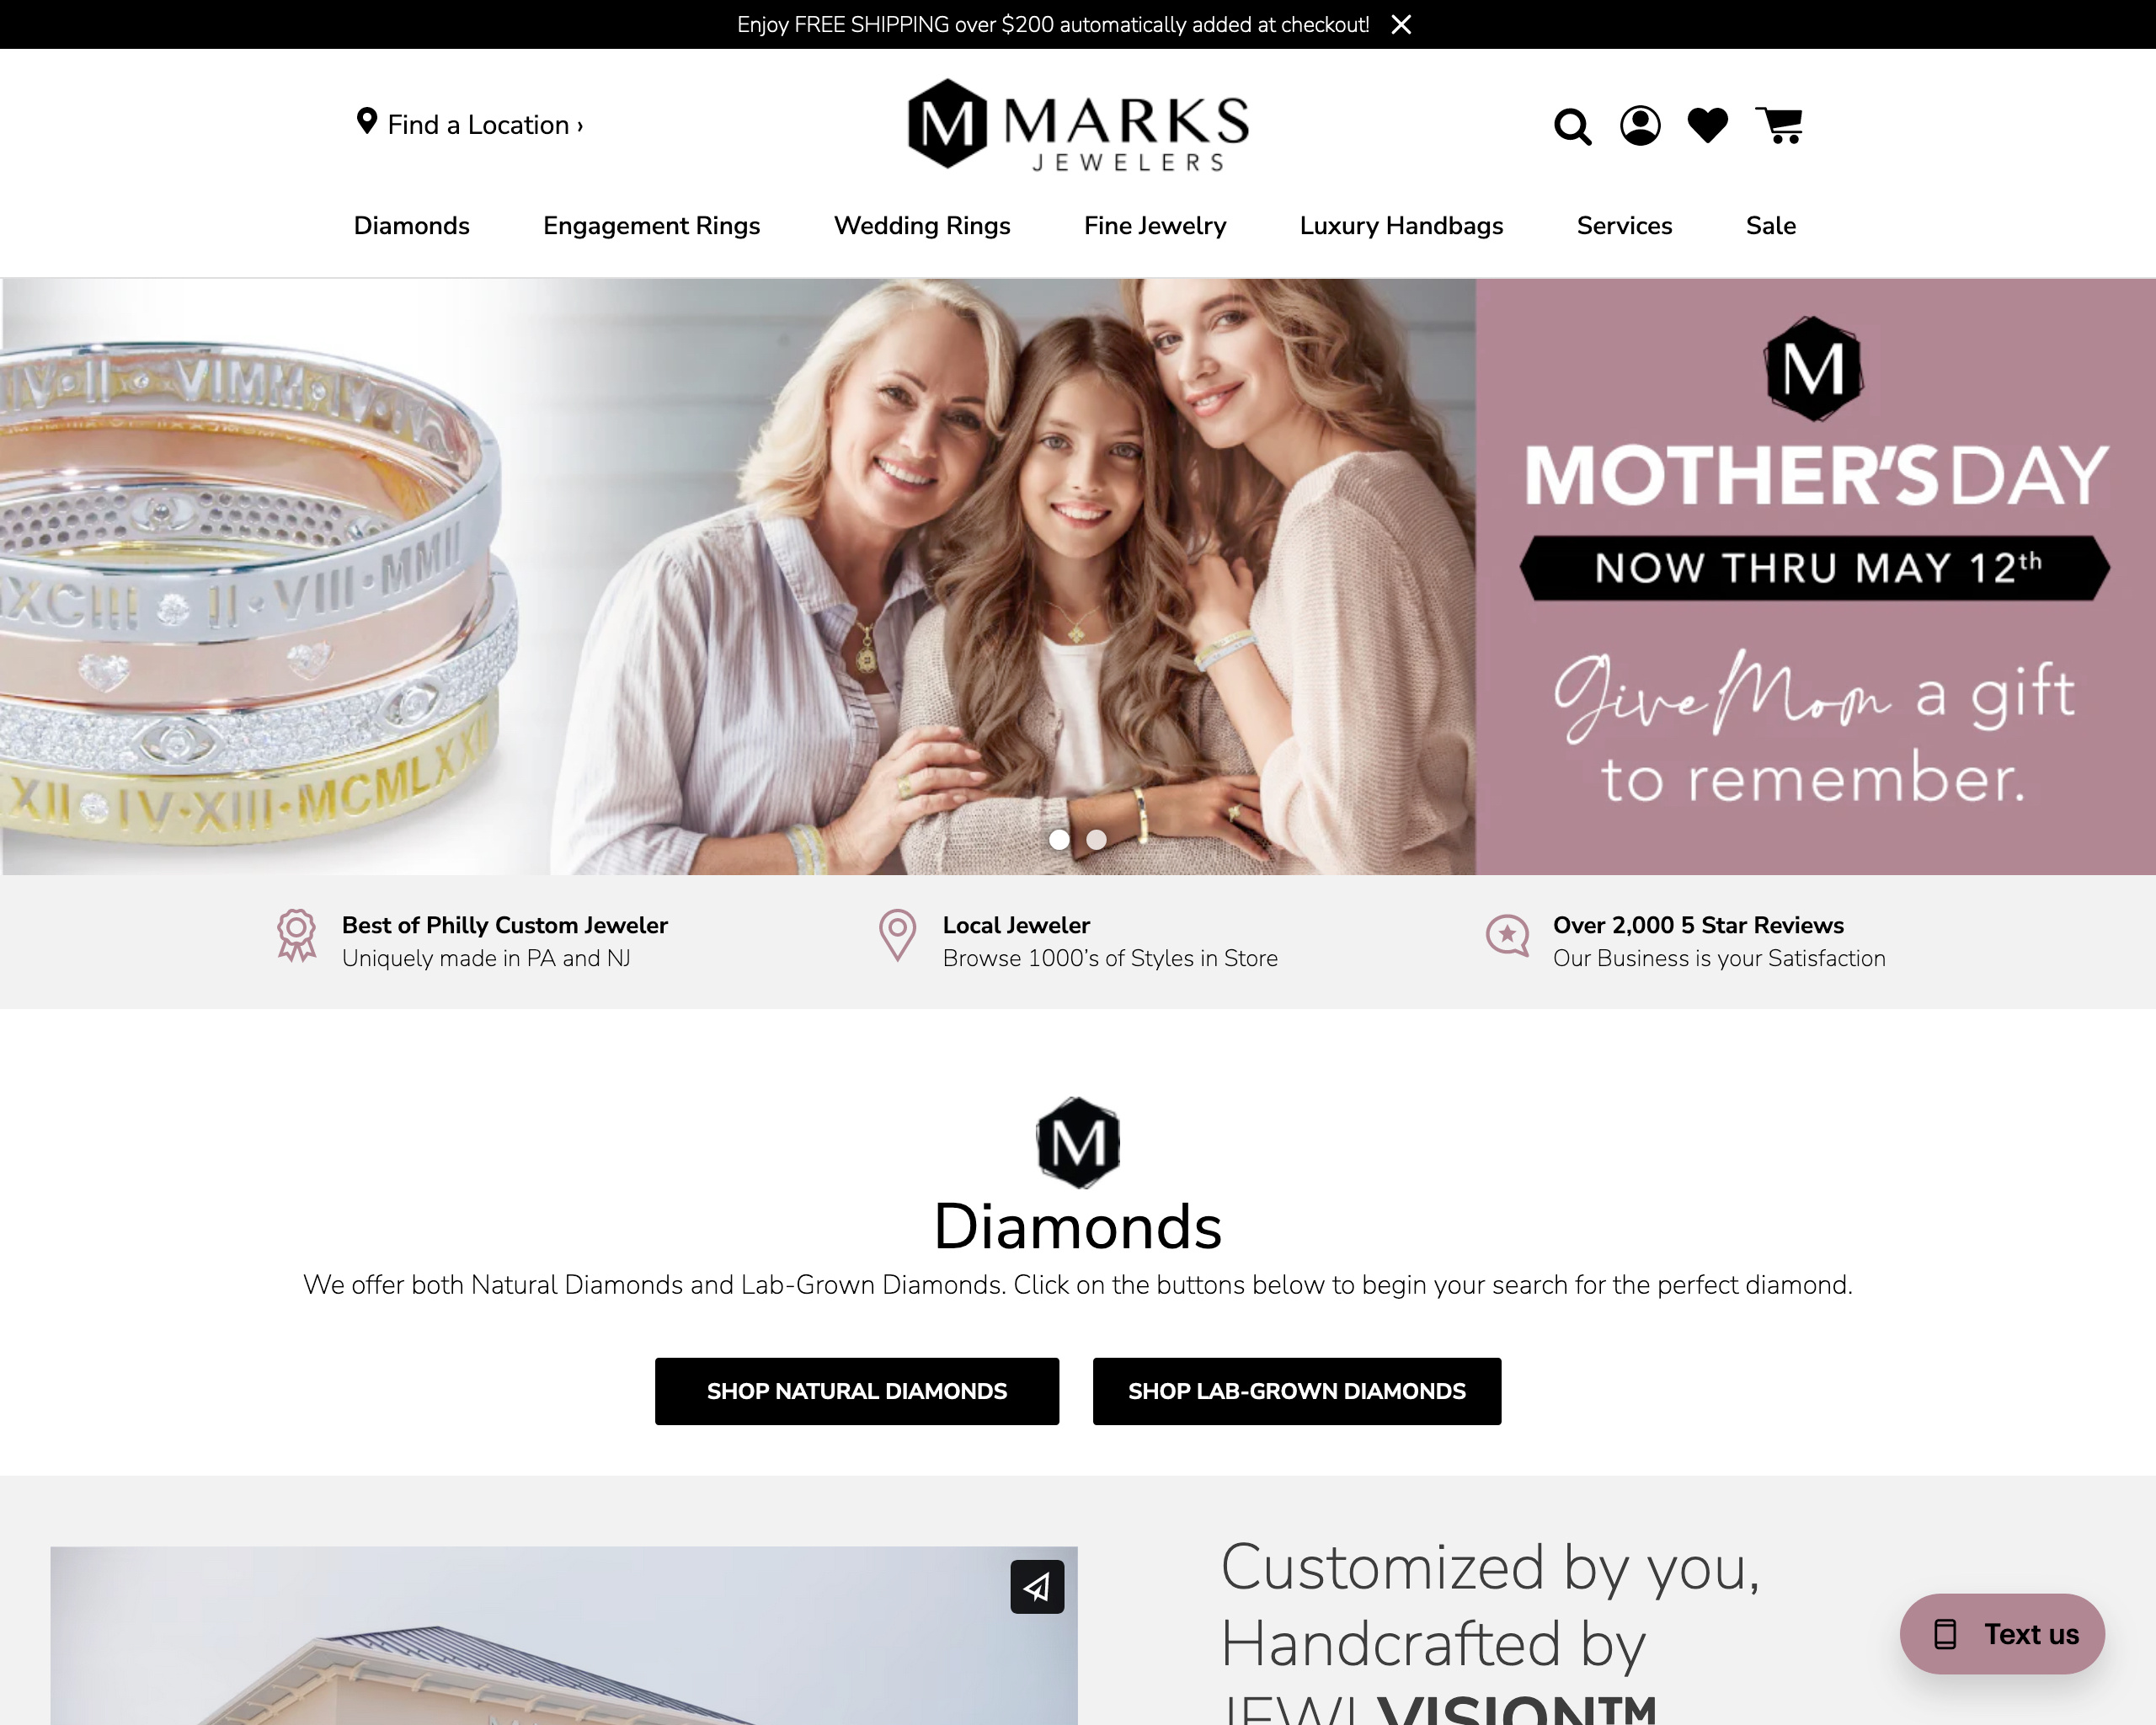 Enjoy FREE SHIPPING over $200 automatically added at checkout!
Find a Location ›
M MARKS
JEWELERS
Diamonds Engagement Rings Wedding Rings Fine Jewelry Luxury Handbags Services Sale
IV·II · VIMM·IV·
XCIII II·VIII·MMII
XII IV·XIII·MCMLXXI
M
MOTHER'S DAY
NOW THRU MAY 12th
Give Mom a gift
to remember.
Best of Philly Custom Jeweler
Uniquely made in PA and NJ
Local Jeweler
Browse 1000's of Styles in Store
Over 2,000 5 Star Reviews
Our Business is your Satisfaction
M
Diamonds
We offer both Natural Diamonds and Lab-Grown Diamonds. Click on the buttons below to begin your search for the perfect diamond.
SHOP NATURAL DIAMONDS
SHOP LAB-GROWN DIAMONDS
Customized by you,
Handcrafted by
JEWLVISION™
Text us